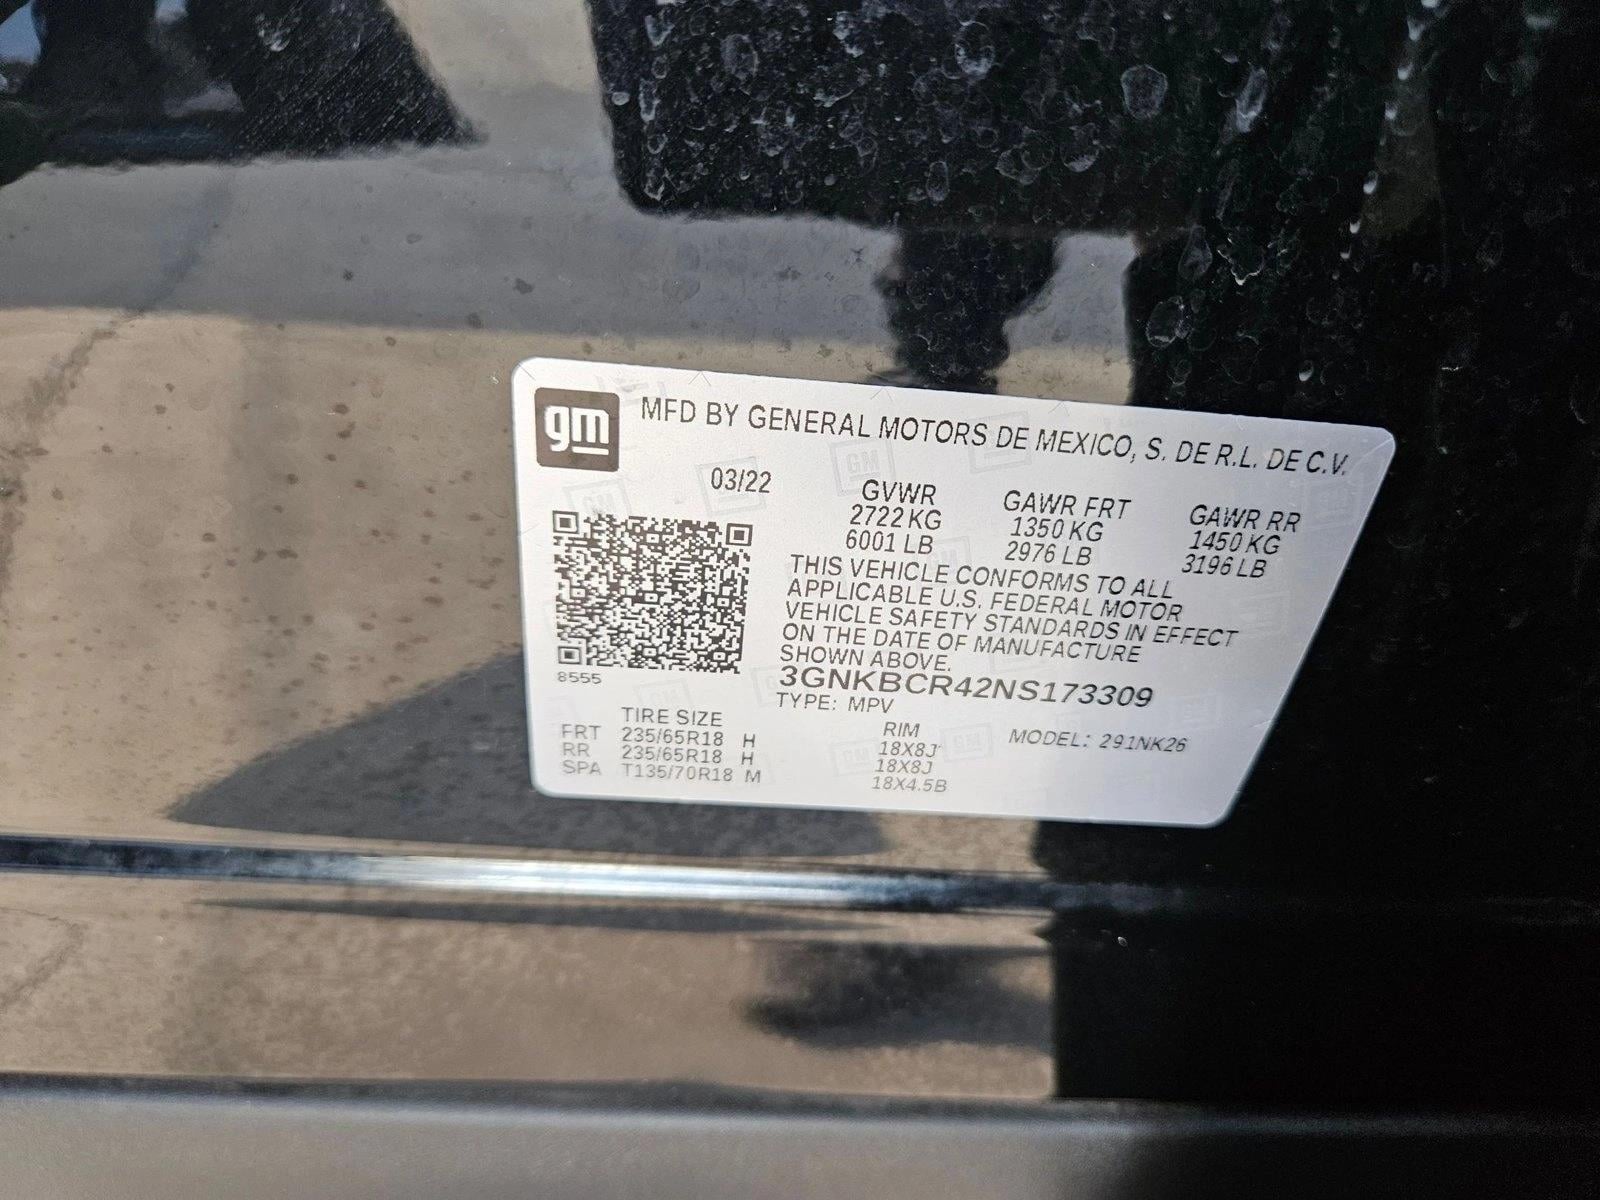 gm MFD BY GENERAL MOTORS DE MEXICO, S. DE R.L. DE C.V.
03/22
GVWR GAWR FRT GAWR RR
2722 KG 1350 KG 1450 KG
6001 LB 2976 LB 3196 LB
THIS VEHICLE CONFORMS TO ALL
APPLICABLE U.S. FEDERAL MOTOR
VEHICLE SAFETY STANDARDS IN EFFECT
ON THE DATE OF MANUFACTURE
SHOWN ABOVE.
8555
3GNKBCR42NS173309
TYPE: MPV
TIRE SIZE RIM MODEL: 291NK26
FRT 235/65R18 H 18X8J
RR 235/65R18 H 18X8J
SPA T135/70R18 M 18X4.5B